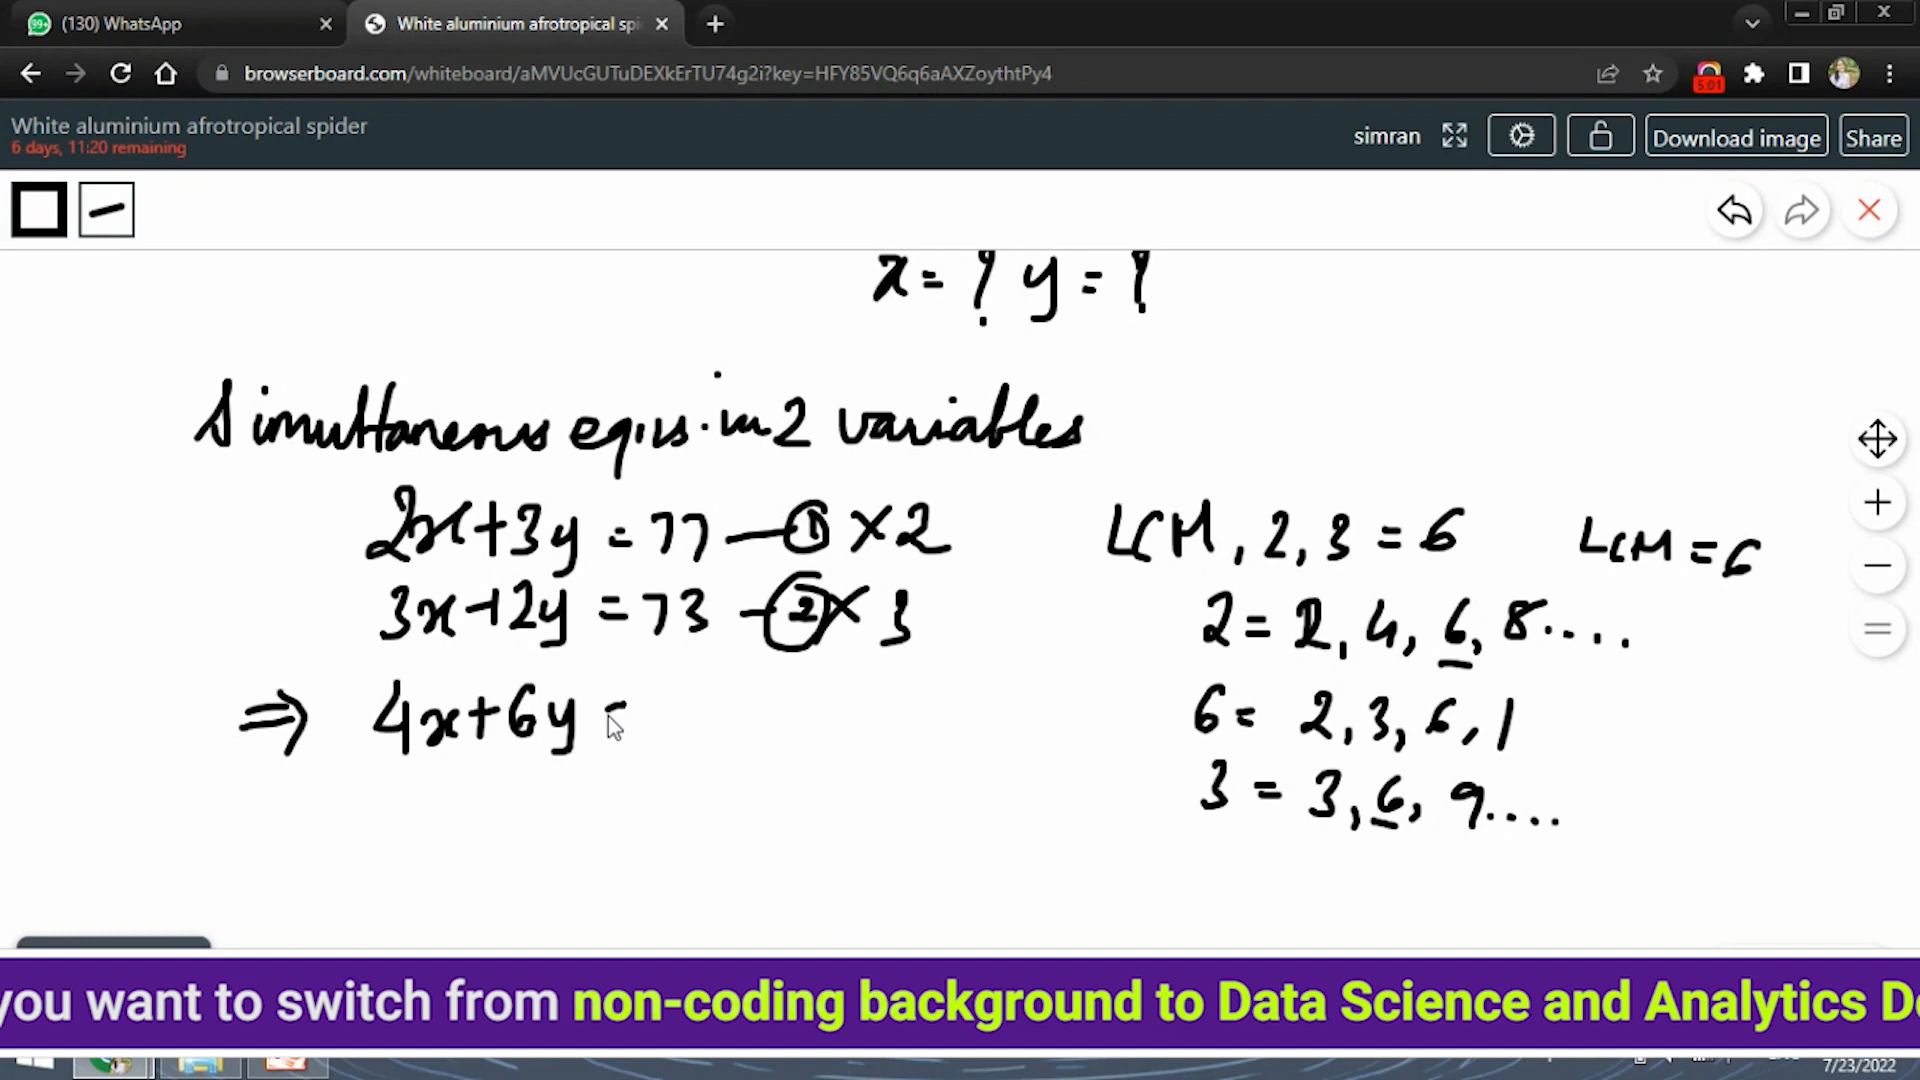 (130) WhatsApp
White aluminium afrotropical spi
browserboard.com/whiteboard/aMVUcGUTuDEXkErTU74g2i?key=HFY85VQ6q6aAXZoythtPy4
5:01
White aluminium afrotropical spider
6 days, 11:20 remaining
simran
Download image
Share
x = ? y = ?
Simultaneous eqns. in 2 variables
2x+3y = 77 — ① × 2
3x+2y = 73 — ② × 3
⇒ 4x+6y =
LCM, 2, 3 = 6
LCM = 6
2 = 2, 4, 6, 8....
6 = 2, 3, 6, 1
3 = 3, 6, 9....
you want to switch from non-coding background to Data Science and Analytics D
7/23/2022